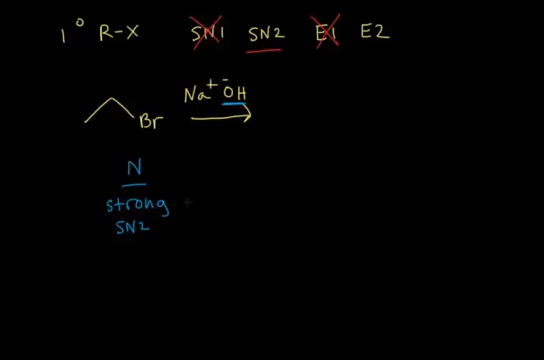 1° R-X SN1 SN2 E1 E2
Na⁺ ⁻OH
Br
N
strong
SN2